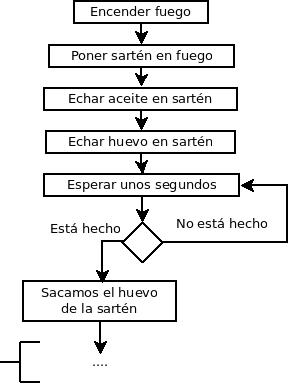 Encender fuego
Poner sartén en fuego
Echar aceite en sartén
Echar huevo en sartén
Esperar unos segundos
No está hecho
Está hecho
Sacamos el huevo
de la sartén
....